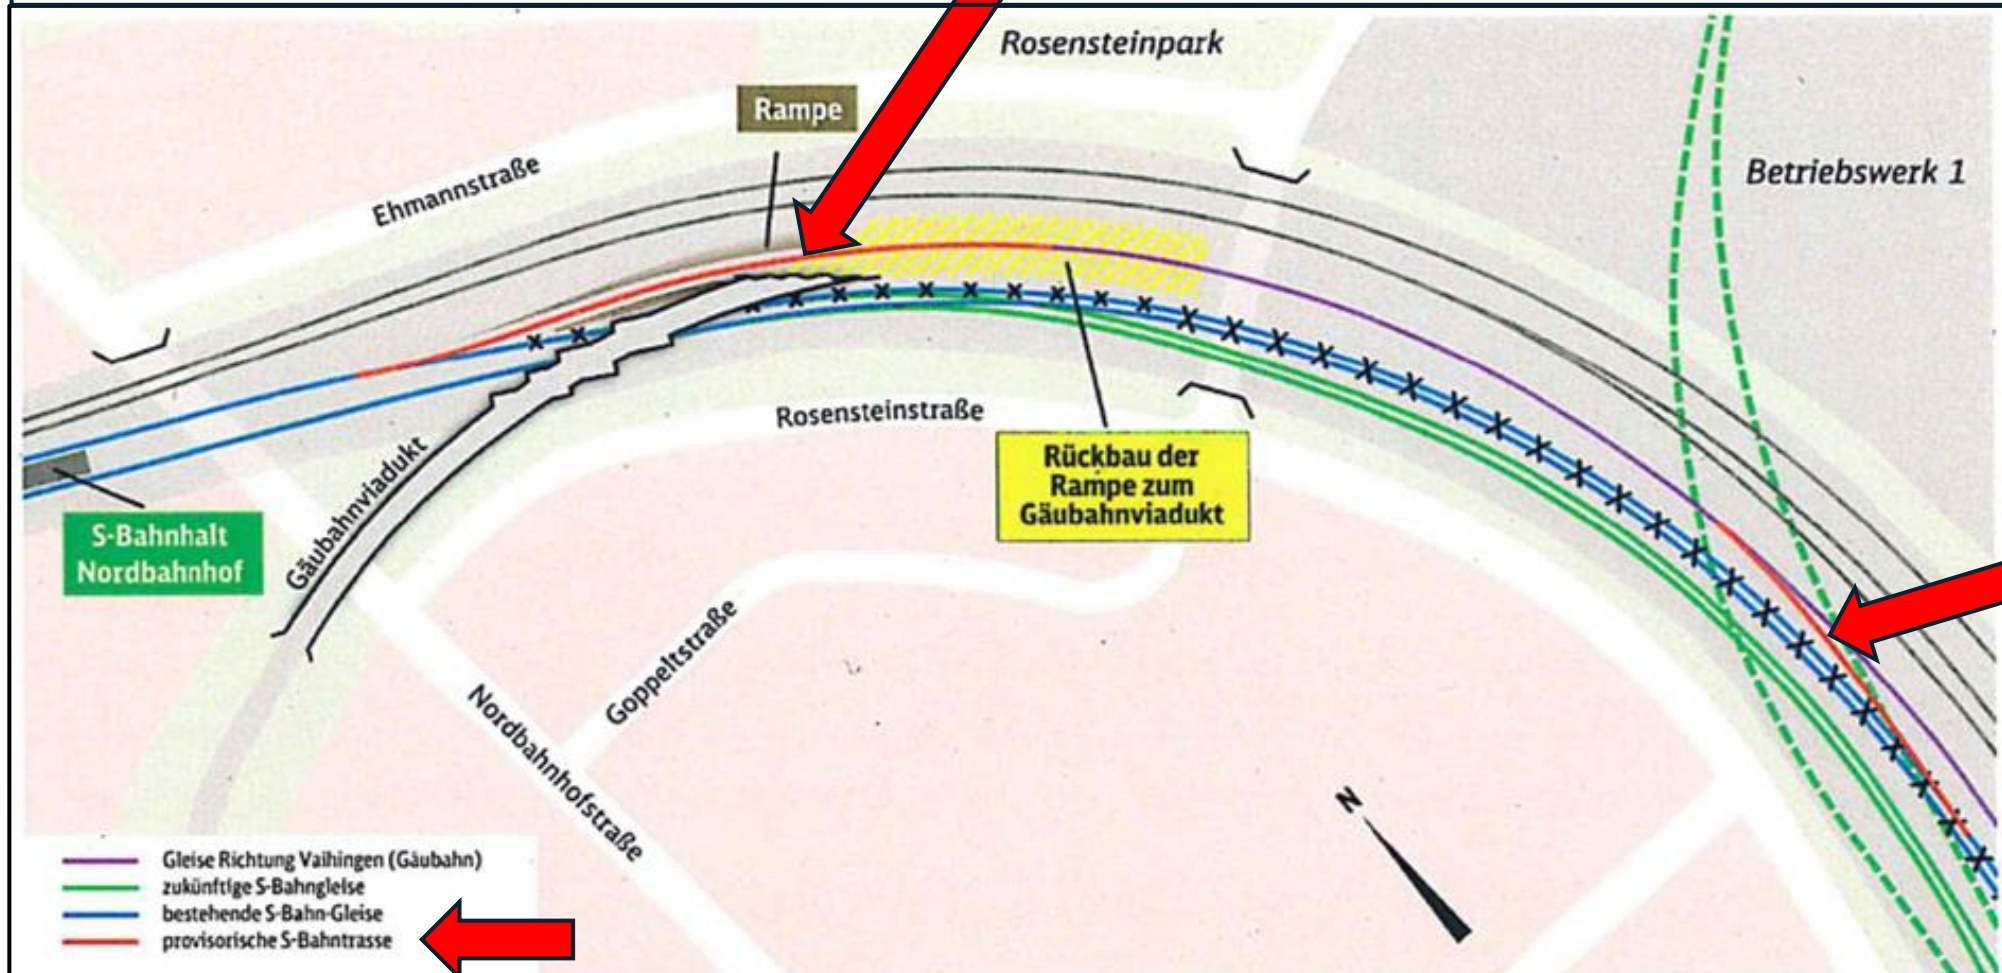 Rosensteinpark
Rampe
Betriebswerk 1
Ehmannstraße
Rosensteinstraße
Rückbau der
Rampe zum
Gäubahnviadukt
Gäubahnviadukt
S-Bahnhalt
Nordbahnhof
Goppeltstraße
Nordbahnhofstraße
N
Gleise Richtung Vaihingen (Gäubahn)
zukünftige S-Bahngleise
bestehende S-Bahn-Gleise
provisorische S-Bahntrasse